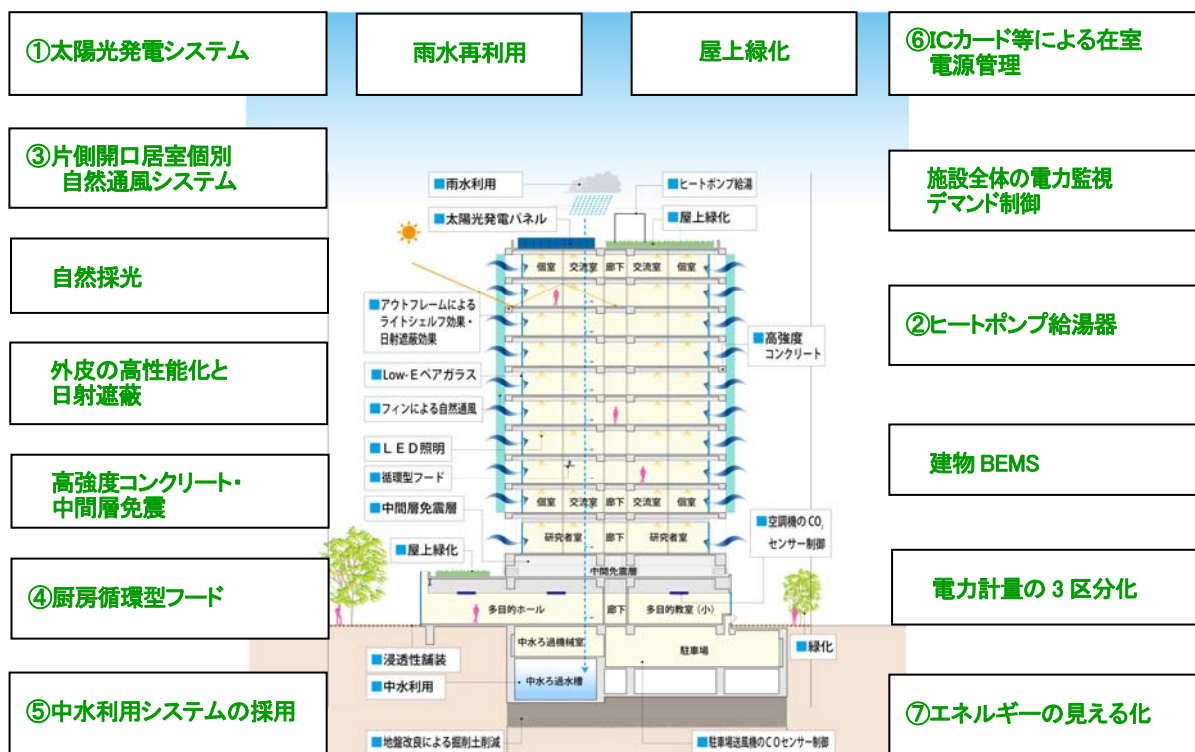 ①太陽光発電システム
雨水再利用
屋上緑化
⑥ICカード等による在室
電源管理
③片側開口居室個別
自然通風システム
施設全体の電力監視
デマンド制御
自然採光
②ヒートポンプ給湯器
外皮の高性能化と
日射遮蔽
建物 BEMS
高強度コンクリート・
中間層免震
電力計量の 3 区分化
④厨房循環型フード
⑤中水利用システムの採用
⑦エネルギーの見える化
■雨水利用
■ヒートポンプ給湯
■太陽光発電パネル
■屋上緑化
個室 交流室 廊下 交流室 個室
■アウトフレームによる
ライトシェルフ効果・
日射遮蔽効果
■高強度
コンクリート
■Low-Eペアガラス
■フィンによる自然通風
■LED照明
■循環型フード
■中間層免震層
個室 交流室 廊下 交流室 個室
■空調機のCO₂
センサー制御
研究者室 廊下 研究者室
■屋上緑化
中間免震層
多目的ホール 廊下 多目的教室(小)
中水ろ過機械室
駐車場
■緑化
■浸透性舗装
■中水利用
中水ろ過水槽
■地盤改良による掘削土削減
■駐車場送風機のCOセンサー制御